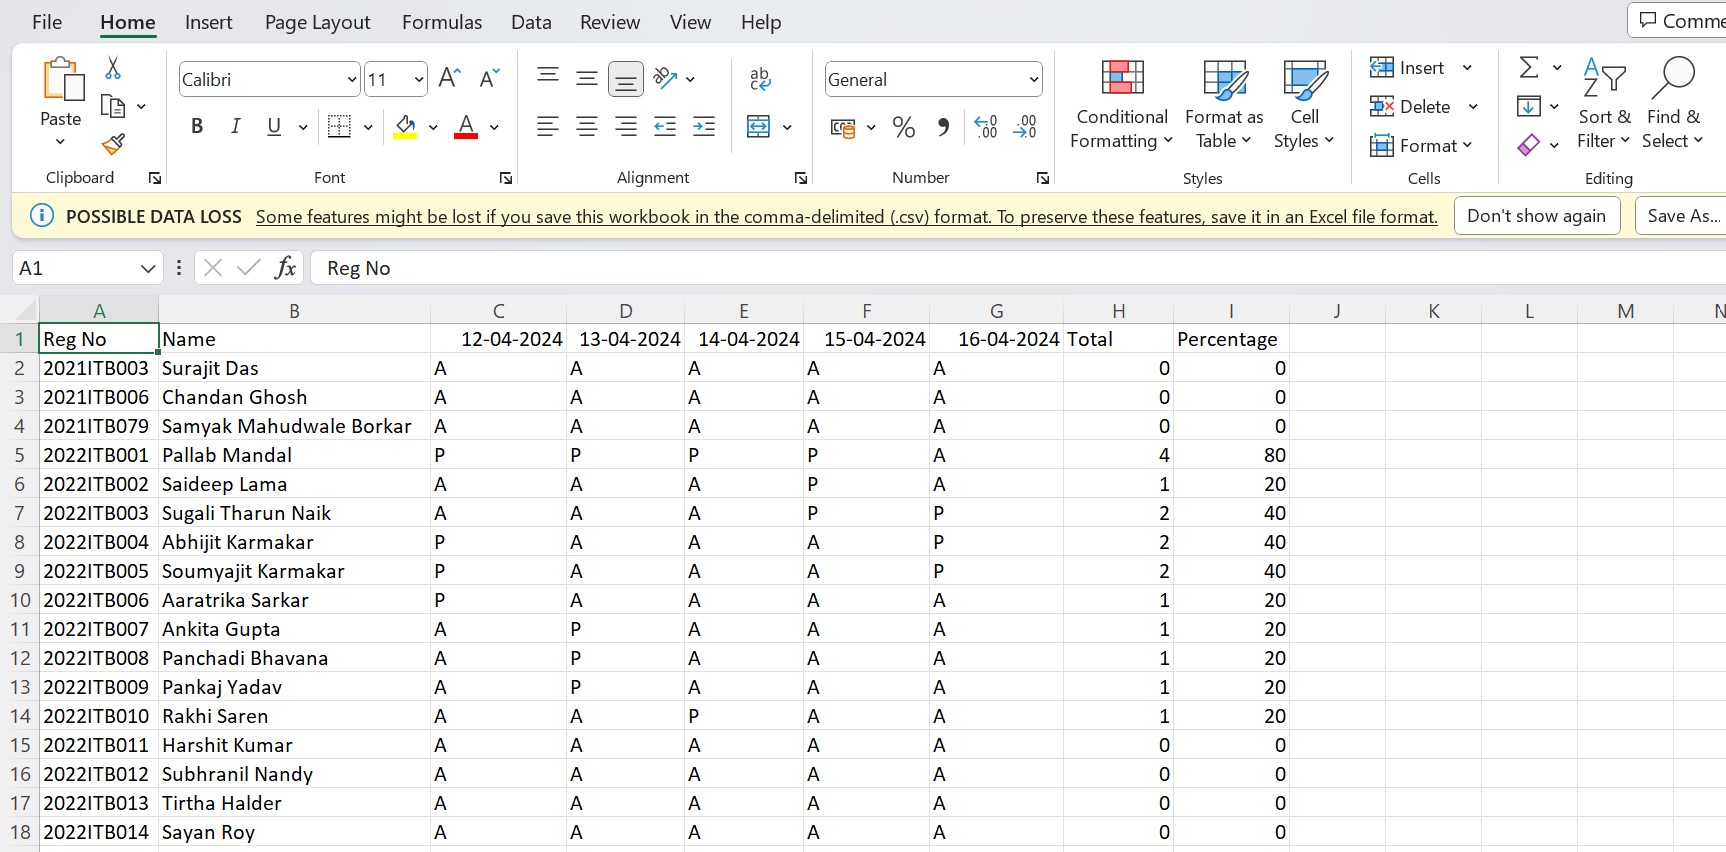 File Home Insert Page Layout Formulas Data Review View Help Comme
Calibri 11 A A ab General Insert
Paste B I U A % , Conditional Formatting Format as Table Cell Styles Delete Sort & Filter Find & Select
Format
Clipboard Font Alignment Number Styles Cells Editing
POSSIBLE DATA LOSS Some features might be lost if you save this workbook in the comma-delimited (.csv) format. To preserve these features, save it in an Excel file format. Don't show again Save As...
A1 fx Reg No
A B C D E F G H I J K L M N
1 Reg No Name 12-04-2024 13-04-2024 14-04-2024 15-04-2024 16-04-2024 Total Percentage
2 2021ITB003 Surajit Das A A A A A 0 0
3 2021ITB006 Chandan Ghosh A A A A A 0 0
4 2021ITB079 Samyak Mahudwale Borkar A A A A A 0 0
5 2022ITB001 Pallab Mandal P P P P A 4 80
6 2022ITB002 Saideep Lama A A A P A 1 20
7 2022ITB003 Sugali Tharun Naik A A A P P 2 40
8 2022ITB004 Abhijit Karmakar P A A A P 2 40
9 2022ITB005 Soumyajit Karmakar P A A A P 2 40
10 2022ITB006 Aaratrika Sarkar P A A A A 1 20
11 2022ITB007 Ankita Gupta A P A A A 1 20
12 2022ITB008 Panchadi Bhavana A P A A A 1 20
13 2022ITB009 Pankaj Yadav A P A A A 1 20
14 2022ITB010 Rakhi Saren A A P A A 1 20
15 2022ITB011 Harshit Kumar A A A A A 0 0
16 2022ITB012 Subhranil Nandy A A A A A 0 0
17 2022ITB013 Tirtha Halder A A A A A 0 0
18 2022ITB014 Sayan Roy A A A A A 0 0